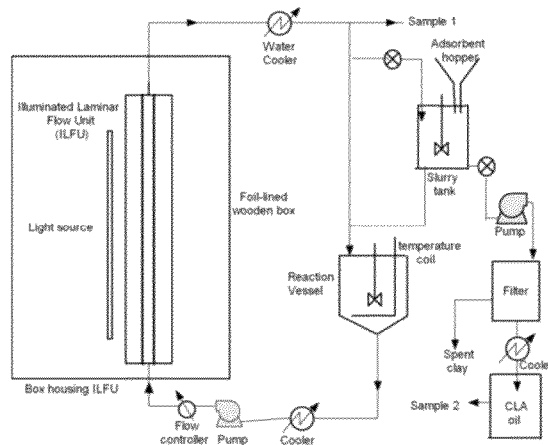 Sample 1
Water
Cooler
Adsorbent
hopper
Illuminated Laminar
Flow Unit
(ILFU)
Foil-lined
wooden box
Light source
Slurry
tank
Pump
temperature
coil
Reaction
Vessel
Filter
Spent
clay
Cooler
CLA
oil
Sample 2
Box housing ILFU
Flow
controller
Pump
Cooler